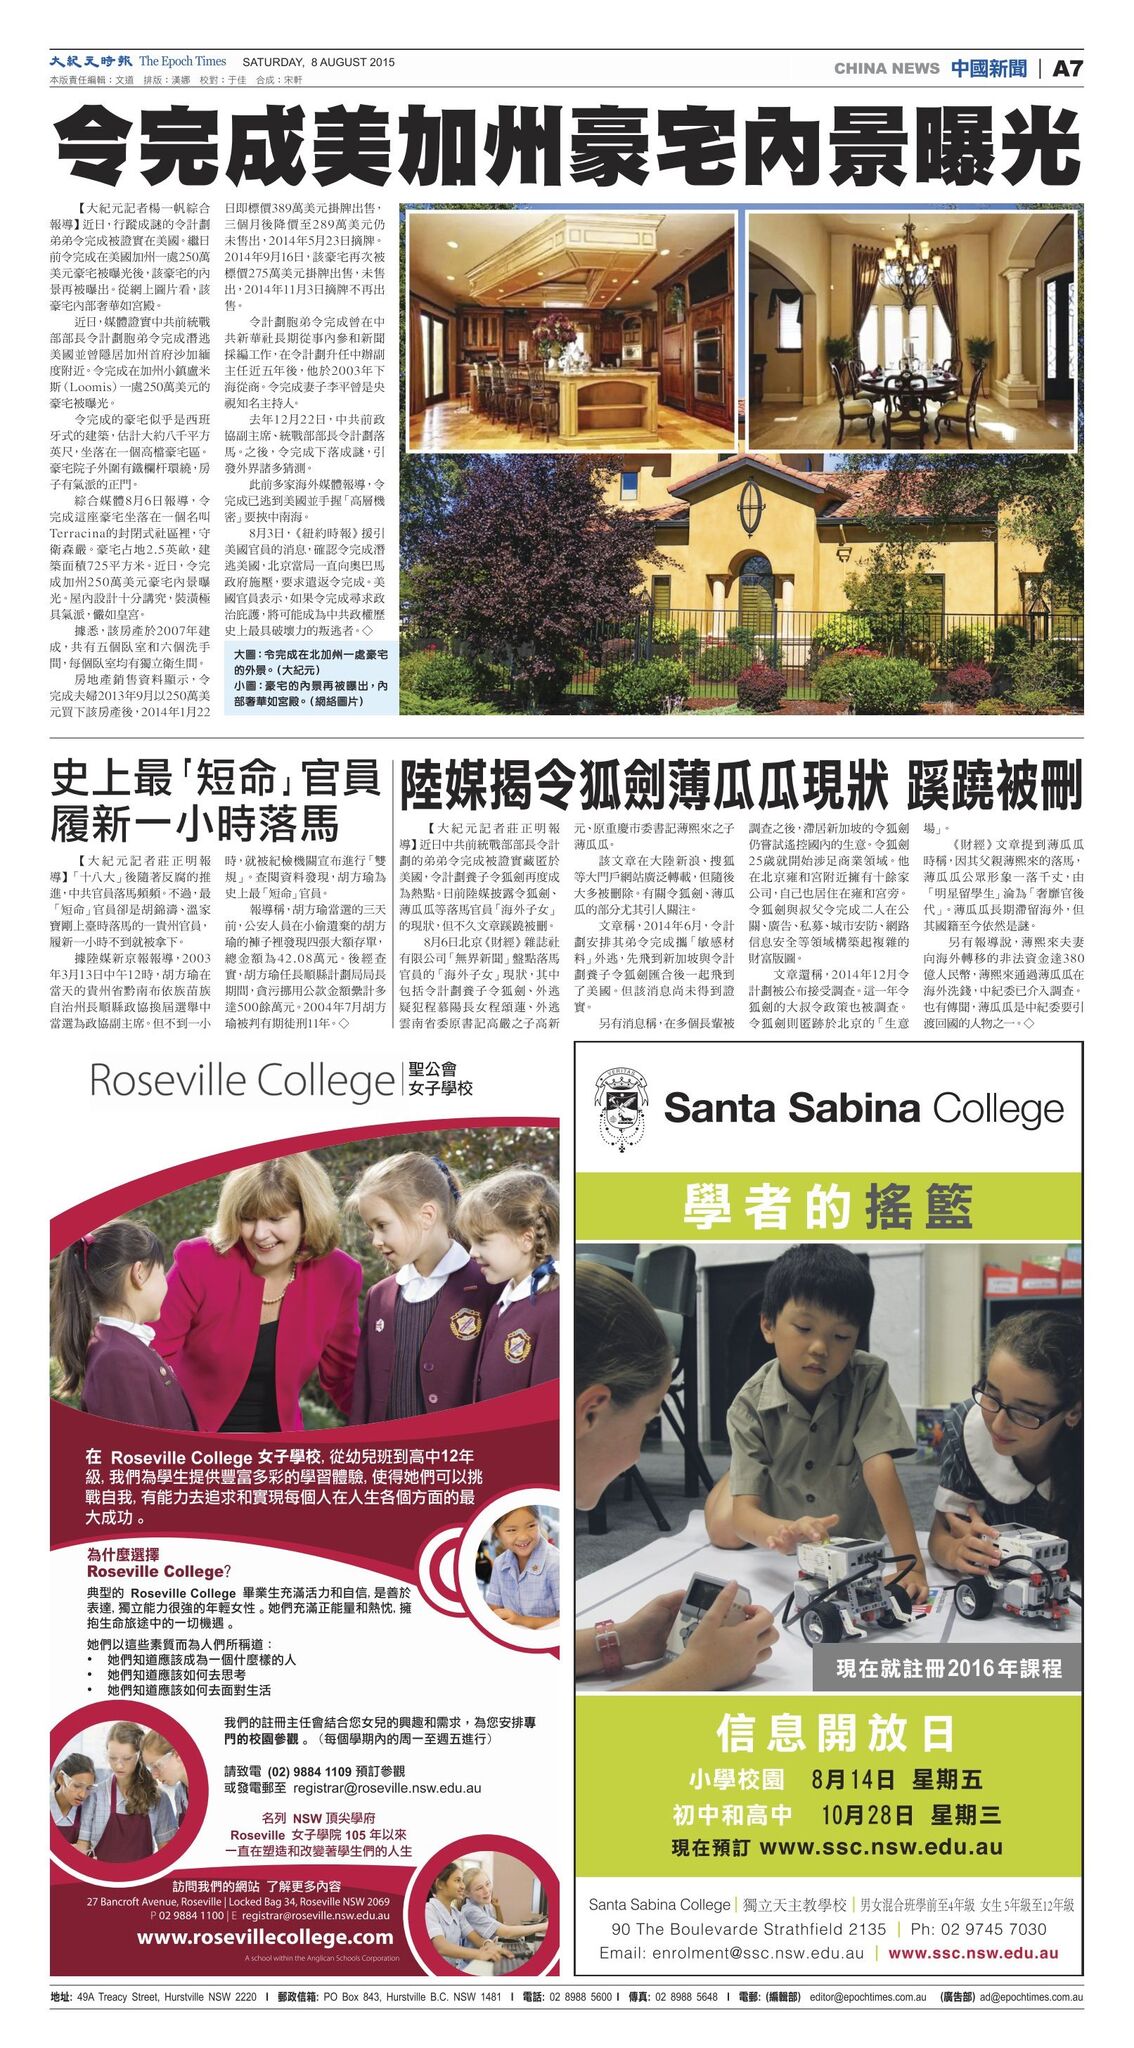 大紀元時報 The Epoch Times SATURDAY, 8 AUGUST 2015
本版責任編輯：文道 排版：漢娜 校對：于佳 合成：宋軒
CHINA NEWS 中國新聞 | A7
令完成美加州豪宅內景曝光
【大紀元記者楊一帆綜合
報導】近日，行蹤成謎的令計劃
弟弟令完成被證實在美國。繼日
前令完成在美國加州一處250萬
美元豪宅被曝光後，該豪宅的內
景再被曝出。從網上圖片看，該
豪宅內部奢華如宮殿。
近日，媒體證實中共前統戰
部部長令計劃胞弟令完成潛逃
美國並曾隱居加州首府沙加緬
度附近。令完成在加州小鎮盧米
斯（Loomis）一處250萬美元的
豪宅被曝光。
令完成的豪宅似乎是西班
牙式的建築，估計大約八千平方
英尺，坐落在一個高檔豪宅區。
豪宅院子外圍有鐵欄杆環繞，房
子有氣派的正門。
綜合媒體8月6日報導，令
完成這座豪宅坐落在一個名叫
Terracina的封閉式社區裡，守
衛森嚴。豪宅占地2.5英畝，建
築面積725平方米。近日，令完
成加州250萬美元豪宅內景曝
光。屋內設計十分講究，裝潢極
具氣派，儼如皇宮。
據悉，該房產於2007年建
成，共有五個臥室和六個洗手
間，每個臥室均有獨立衛生間。
房地產銷售資料顯示，令
完成夫婦2013年9月以250萬美
元買下該房產後，2014年1月22
日即標價389萬美元掛牌出售，
三個月後降價至289萬美元仍
未售出，2014年5月23日摘牌。
2014年9月16日，該豪宅再次被
標價275萬美元掛牌出售，未售
出，2014年11月3日摘牌不再出
售。
令計劃胞弟令完成曾在中
共新華社長期從事內參和新聞
採編工作，在令計劃升任中辦副
主任近五年後，他於2003年下
海從商。令完成妻子李平曾是央
視知名主持人。
去年12月22日，中共前政
協副主席、統戰部部長令計劃落
馬。之後，令完成下落成謎，引
發外界諸多猜測。
此前多家海外媒體報導，令
完成已逃到美國並手握「高層機
密」要挾中南海。
8月3日，《紐約時報》援引
美國官員的消息，確認令完成潛
逃美國，北京當局一直向奧巴馬
政府施壓，要求遣返令完成。美
國官員表示，如果令完成尋求政
治庇護，將可能成為中共政權歷
史上最具破壞力的叛逃者。◇
大圖：令完成在北加州一處豪宅
的外景。（大紀元）
小圖：豪宅的內景再被曝出，內
部奢華如宮殿。（網絡圖片）
史上最「短命」官員
履新一小時落馬
【大紀元記者莊正明報
導】「十八大」後隨著反腐的推
進，中共官員落馬頻頻。不過，最
「短命」官員卻是胡錦濤、溫家
寶剛上臺時落馬的一貴州官員，
履新一小時不到就被拿下。
據陸媒新京報報導，2003
年3月13日中午12時，胡方瑜在
當天的貴州省黔南布依族苗族
自治州長順縣政協換屆選舉中
當選為政協副主席。但不到一小
時，就被紀檢機關宣布進行「雙
規」。查閱資料發現，胡方瑜為
史上最「短命」官員。
報導稱，胡方瑜當選的三天
前，公安人員在小偷遺棄的胡方
瑜的褲子裡發現四張大額存單，
總金額為42.08萬元。後經查
實，胡方瑜任長順縣計劃局局長
期間，貪污挪用公款金額纍計多
達500餘萬元。2004年7月胡方
瑜被判有期徒刑11年。◇
陸媒揭令狐劍薄瓜瓜現狀 蹊蹺被刪
【大紀元記者莊正明報
導】近日中共前統戰部部長令計
劃的弟弟令完成被證實藏匿於
美國，令計劃養子令狐劍再度成
為熱點。日前陸媒披露令狐劍、
薄瓜瓜等落馬官員「海外子女」
的現狀，但不久文章蹊蹺被刪。
8月6日北京《財經》雜誌社
有限公司「無界新聞」盤點落馬
官員的「海外子女」現狀，其中
包括令計劃養子令狐劍、外逃
疑犯程慕陽長女程頌蓮、外逃
雲南省委原書記高嚴之子高新
元、原重慶市委書記薄熙來之子
薄瓜瓜。
該文章在大陸新浪、搜狐
等大門戶網站廣泛轉載，但隨後
大多被刪除。有關令狐劍、薄瓜
瓜的部分尤其引人關注。
文章稱，2014年6月，令計
劃安排其弟令完成攜「敏感材
料」外逃，先飛到新加坡與令計
劃養子令狐劍匯合後一起飛到
了美國。但該消息尚未得到證
實。
另有消息稱，在多個長輩被
調查之後，滯居新加坡的令狐劍
仍嘗試遙控國內的生意。令狐劍
25歲就開始涉足商業領域。他
在北京雍和宮附近擁有十餘家
公司，自己也居住在雍和宮旁。
令狐劍與叔父令完成二人在公
關、廣告、私募、城市安防、網路
信息安全等領域構築起複雜的
財富版圖。
文章還稱，2014年12月令
計劃被公布接受調查。這一年令
狐劍的大叔令政策也被調查。
令狐劍則匿跡於北京的「生意
場」。
《財經》文章提到薄瓜瓜
時稱，因其父親薄熙來的落馬，
薄瓜瓜公眾形象一落千丈，由
「明星留學生」淪為「奢靡官後
代」。薄瓜瓜長期滯留海外，但
其國籍至今依然是謎。
另有報導說，薄熙來夫妻
向海外轉移的非法資金達380
億人民幣，薄熙來通過薄瓜瓜在
海外洗錢，中紀委已介入調查。
也有傳聞，薄瓜瓜是中紀委要引
渡回國的人物之一。◇
Roseville College 聖公會
女子學校
在 Roseville College 女子學校，從幼兒班到高中12年
級，我們為學生提供豐富多彩的學習體驗，使得她們可以挑
戰自我，有能力去追求和實現每個人在人生各個方面的最
大成功。
為什麼選擇
Roseville College?
典型的 Roseville College 畢業生充滿活力和自信，是善於
表達，獨立能力很強的年輕女性。她們充滿正能量和熱忱，擁
抱生命旅途中的一切機遇。
她們以這些素質而為人們所稱道：
• 她們知道應該成為一個什麼樣的人
• 她們知道應該如何去思考
• 她們知道應該如何去面對生活
我們的註冊主任會結合您女兒的興趣和需求，為您安排專
門的校園參觀。（每個學期內的周一至週五進行）
請致電 (02) 9884 1109 預訂參觀
或發電郵至 registrar@roseville.nsw.edu.au
名列 NSW 頂尖學府
Roseville 女子學院 105 年以來
一直在塑造和改變著學生們的人生
訪問我們的網站 了解更多內容
27 Bancroft Avenue, Roseville | Locked Bag 34, Roseville NSW 2069
P 02 9884 1100 | E registrar@roseville.nsw.edu.au
www.rosevillecollege.com
A school within the Anglican Schools Corporation
VERITAS
Santa Sabina College
學者的搖籃
現在就註冊2016年課程
信息開放日
小學校園 8月14日 星期五
初中和高中 10月28日 星期三
現在預訂 www.ssc.nsw.edu.au
Santa Sabina College | 獨立天主教學校 | 男女混合班學前至4年級 女生5年級至12年級
90 The Boulevarde Strathfield 2135 | Ph: 02 9745 7030
Email: enrolment@ssc.nsw.edu.au | www.ssc.nsw.edu.au
地址: 49A Treacy Street, Hurstville NSW 2220 I 郵政信箱: PO Box 843, Hurstville B.C. NSW 1481 I 電話: 02 8988 5600 I 傳真: 02 8988 5648 I 電郵: (編輯部) editor@epochtimes.com.au (廣告部) ad@epochtimes.com.au